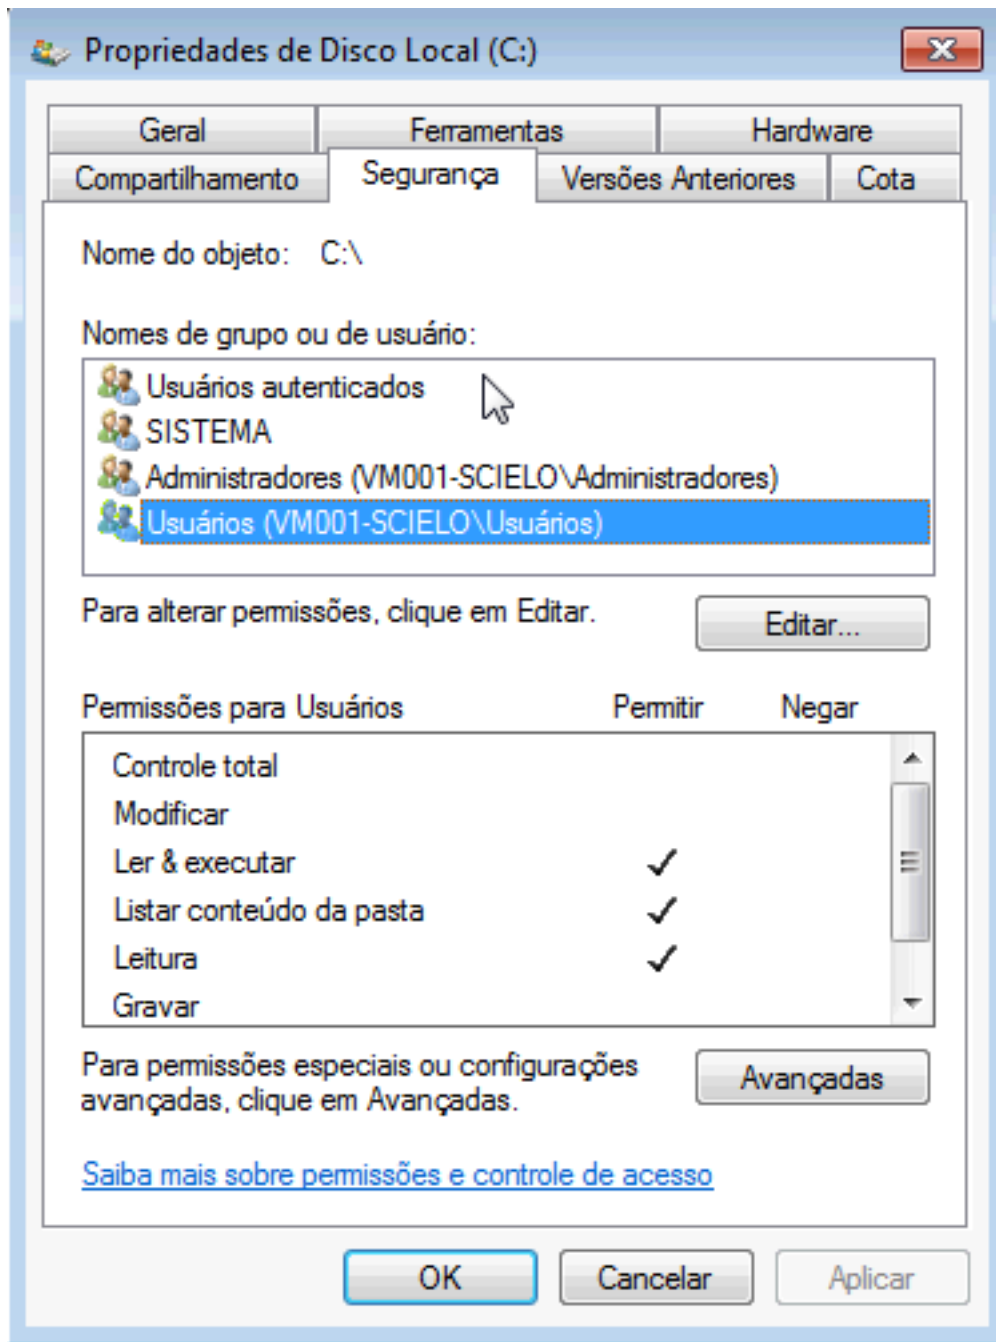 Propriedades de Disco Local (C:)
Geral Ferramentas Hardware
Compartilhamento Segurança Versões Anteriores Cota
Nome do objeto: C:\
Nomes de grupo ou de usuário:
Usuários autenticados
SISTEMA
Administradores (VM001-SCIELO\Administradores)
Usuários (VM001-SCIELO\Usuários)
Para alterar permissões, clique em Editar.
Editar...
Permissões para Usuários Permitir Negar
Controle total
Modificar
Ler & executar
Listar conteúdo da pasta
Leitura
Gravar
Para permissões especiais ou configurações
avançadas, clique em Avançadas.
Avançadas
Saiba mais sobre permissões e controle de acesso
OK Cancelar Aplicar